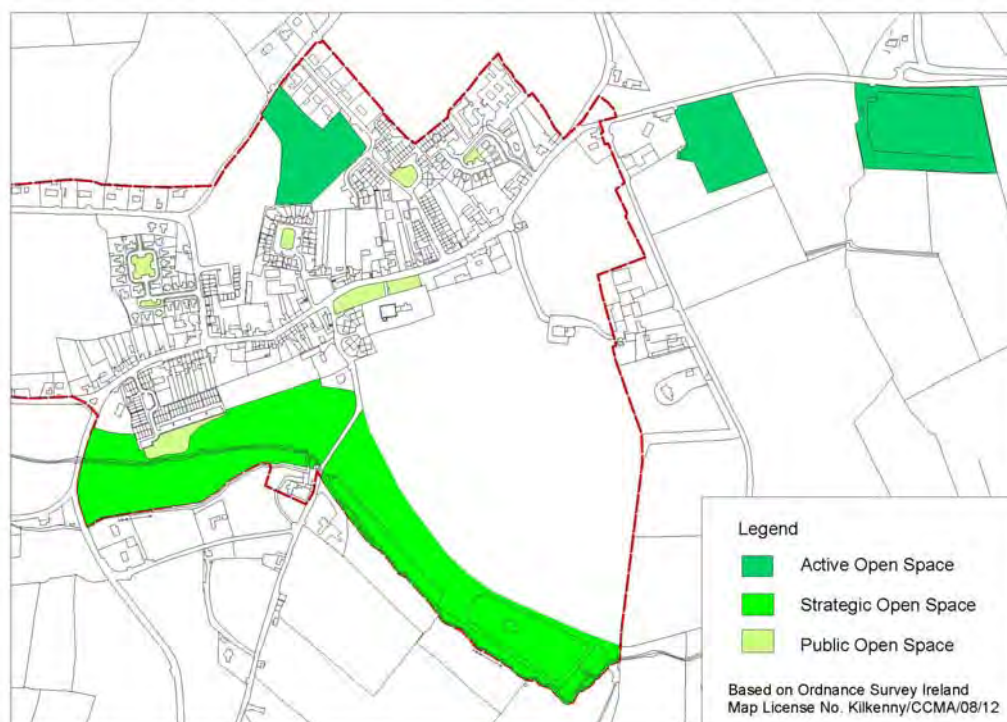 Legend
Active Open Space
Strategic Open Space
Public Open Space
Based on Ordnance Survey Ireland
Map License No. Kilkenny/CCMA/08/12